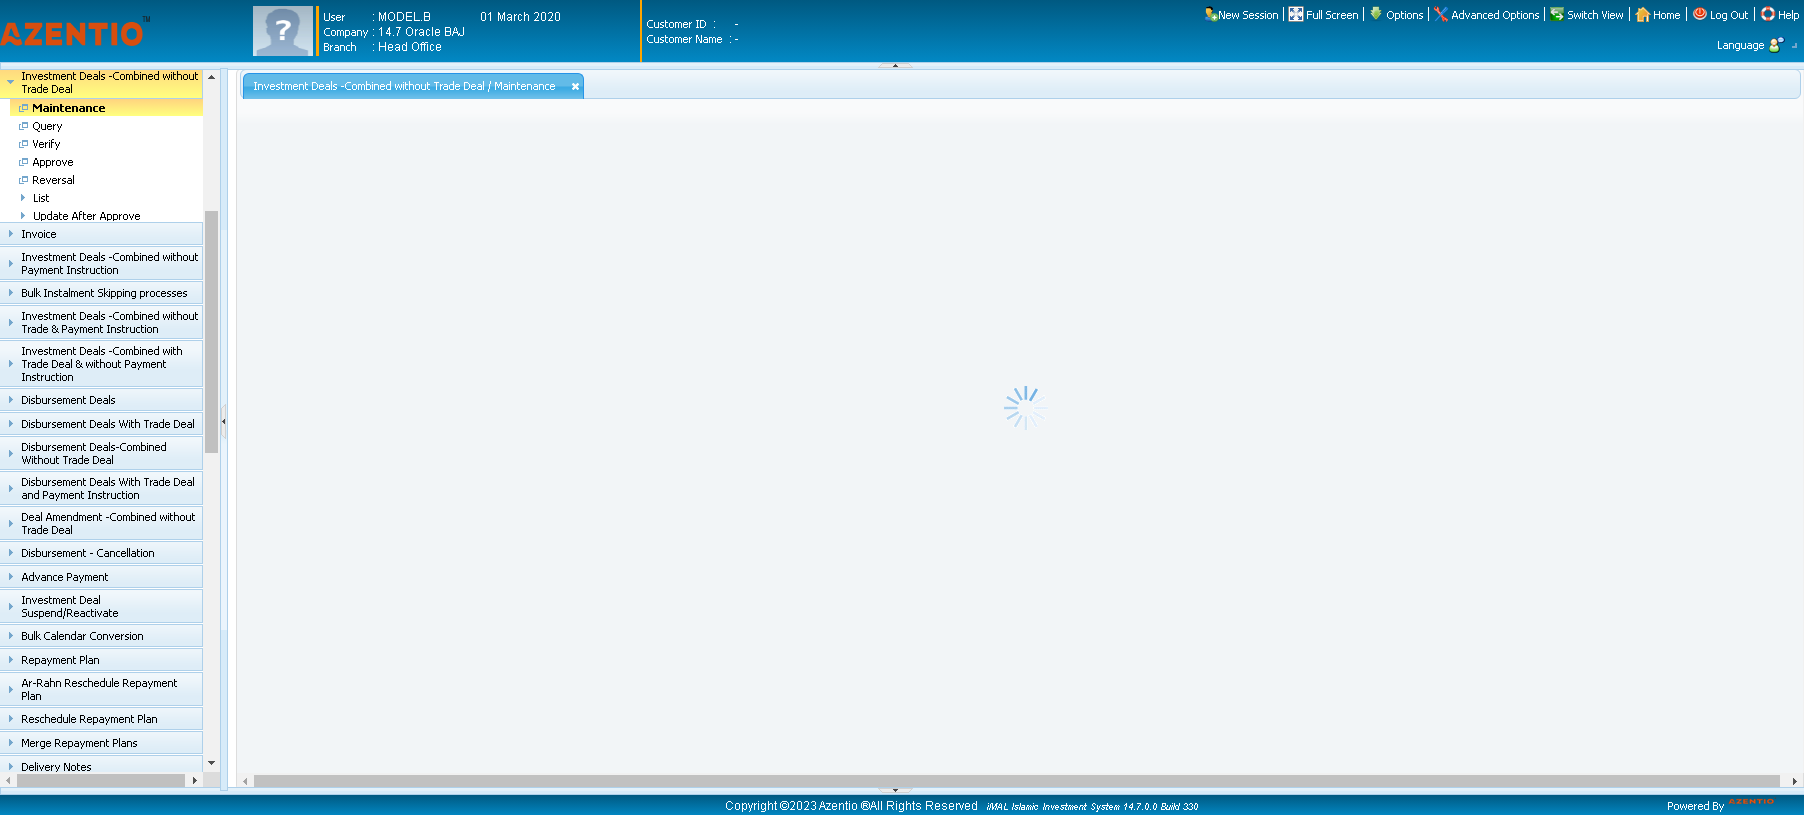 AZENTIO™
User : MODEL.B 01 March 2020
Company : 14.7 Oracle BAJ
Branch : Head Office
Customer ID : -
Customer Name : -
New Session | Full Screen | Options | Advanced Options | Switch View | Home | Log Out | Help
Language
Investment Deals -Combined without
Trade Deal
Maintenance
Query
Verify
Approve
Reversal
List
Update After Approve
Invoice
Investment Deals -Combined without
Payment Instruction
Bulk Instalment Skipping processes
Investment Deals -Combined without
Trade & Payment Instruction
Investment Deals -Combined with
Trade Deal & without Payment
Instruction
Disbursement Deals
Disbursement Deals With Trade Deal
Disbursement Deals-Combined
Without Trade Deal
Disbursement Deals With Trade Deal
and Payment Instruction
Deal Amendment -Combined without
Trade Deal
Disbursement - Cancellation
Advance Payment
Investment Deal
Suspend/Reactivate
Bulk Calendar Conversion
Repayment Plan
Ar-Rahn Reschedule Repayment
Plan
Reschedule Repayment Plan
Merge Repayment Plans
Delivery Notes
Investment Deals -Combined without Trade Deal / Maintenance
Copyright ©2023 Azentio ®All Rights Reserved iMAL Islamic Investment System 14.7.0.0 Build 330
Powered By AZENTIO